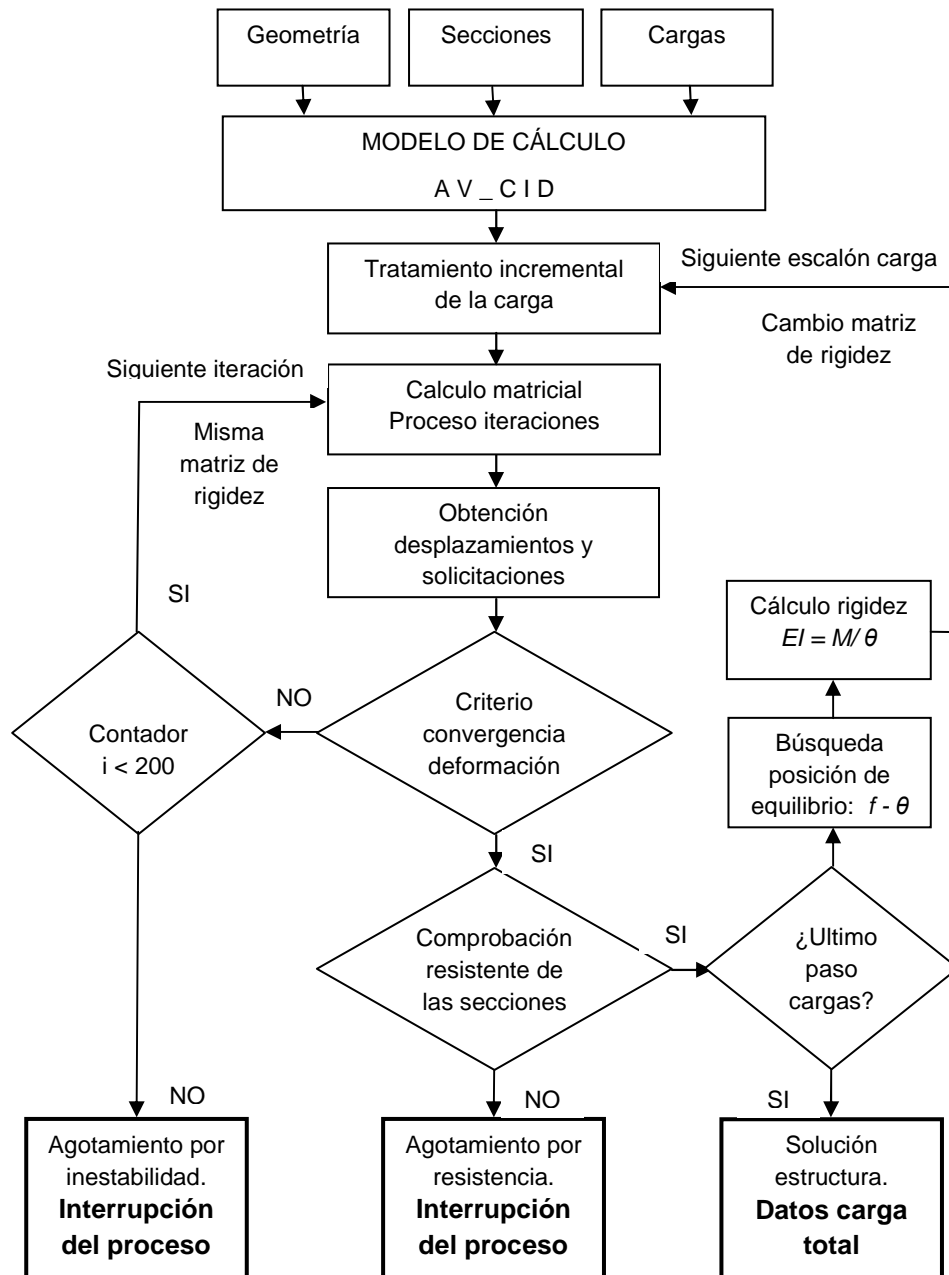 Geometría
Secciones
Cargas
MODELO DE CÁLCULO
A V _ C I D
Tratamiento incremental
de la carga
Siguiente escalón carga
Cambio matriz
de rigidez
Siguiente iteración
Misma
matriz de
rigidez
Calculo matricial
Proceso iteraciones
Obtención
desplazamientos y
solicitaciones
SI
Cálculo rigidez
EI = M/ θ
NO
Contador
i < 200
Criterio
convergencia
deformación
Búsqueda
posición de
equilibrio: f - θ
SI
Comprobación
resistente de
las secciones
SI
¿Ultimo
paso
cargas?
NO
NO
SI
Agotamiento por
inestabilidad.
Interrupción
del proceso
Agotamiento por
resistencia.
Interrupción
del proceso
Solución
estructura.
Datos carga
total